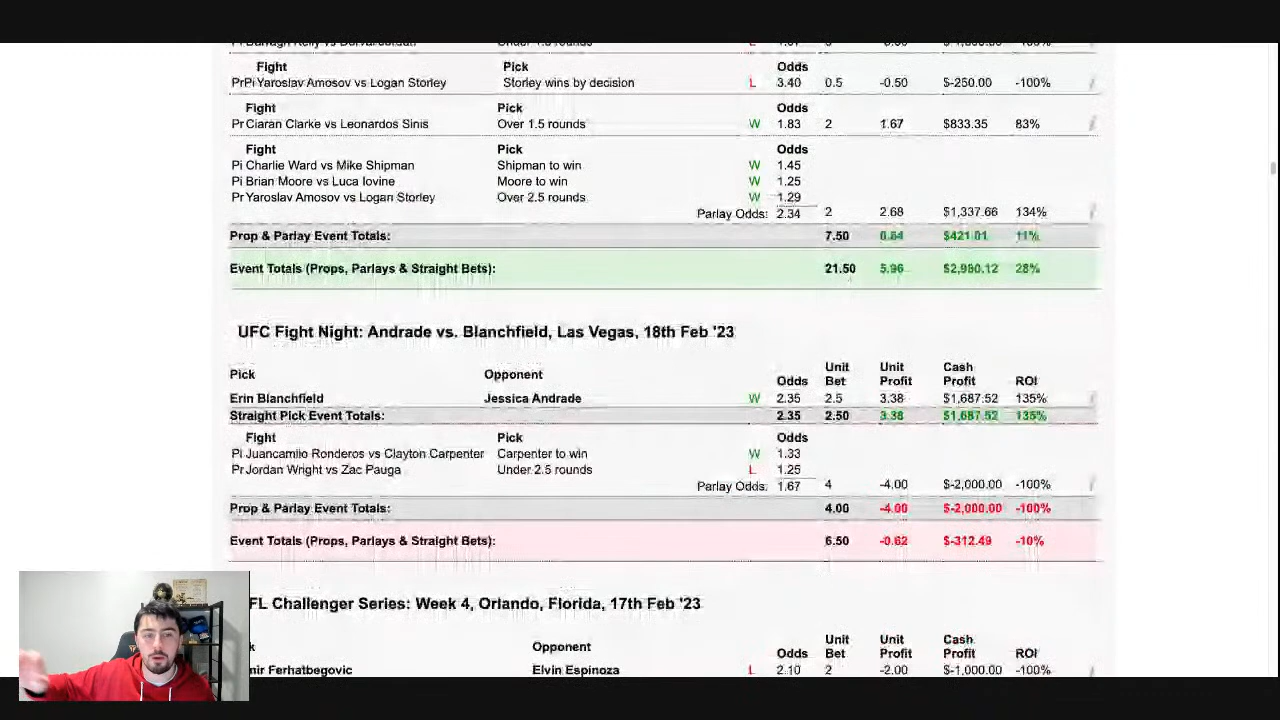 Fight Pick Odds
PrPi Yaroslav Amosov vs Logan Storley Storley wins by decision L 3.40 0.5 -0.50 $-250.00 -100%
Fight Pick Odds
Pr Ciaran Clarke vs Leonardos Sinis Over 1.5 rounds W 1.83 2 1.67 $833.35 83%
Fight Pick Odds
Pi Charlie Ward vs Mike Shipman Shipman to win W 1.45
Pi Brian Moore vs Luca Iovine Moore to win W 1.25
Pr Yaroslav Amosov vs Logan Storley Over 2.5 rounds W 1.29
Parlay Odds: 2.34 2 2.68 $1,337.66 134%
Prop & Parlay Event Totals: 7.50 0.84 $421.01 11%
Event Totals (Props, Parlays & Straight Bets): 21.50 5.96 $2,980.12 28%
UFC Fight Night: Andrade vs. Blanchfield, Las Vegas, 18th Feb '23
Pick Opponent Odds Unit Bet Unit Profit Cash Profit ROI
Erin Blanchfield Jessica Andrade W 2.35 2.5 3.38 $1,687.52 135%
Straight Pick Event Totals: 2.35 2.50 3.38 $1,687.52 135%
Fight Pick Odds
Pi Juancamilo Ronderos vs Clayton Carpenter Carpenter to win W 1.33
Pr Jordan Wright vs Zac Pauga Under 2.5 rounds L 1.25
Parlay Odds: 1.67 4 -4.00 $-2,000.00 -100%
Prop & Parlay Event Totals: 4.00 -4.00 $-2,000.00 -100%
Event Totals (Props, Parlays & Straight Bets): 6.50 -0.62 $-312.49 -10%
FL Challenger Series: Week 4, Orlando, Florida, 17th Feb '23
Opponent Odds Unit Bet Unit Profit Cash Profit ROI
mir Ferhatbegovic Elvin Espinoza L 2.10 2 -2.00 $-1,000.00 -100%